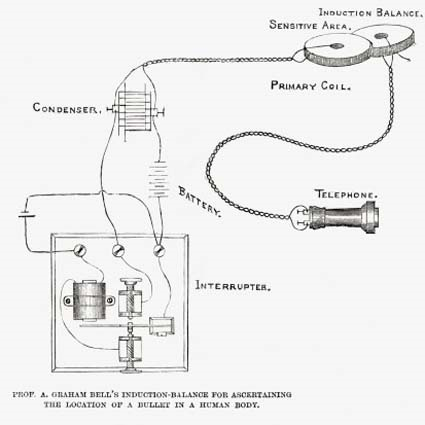 INDUCTION BALANCE.
SENSITIVE AREA.
PRIMARY COIL.
CONDENSER.
BATTERY.
TELEPHONE.
INTERRUPTER.
PROF. A. GRAHAM BELL'S INDUCTION-BALANCE FOR ASCERTAINING
THE LOCATION OF A BULLET IN A HUMAN BODY.